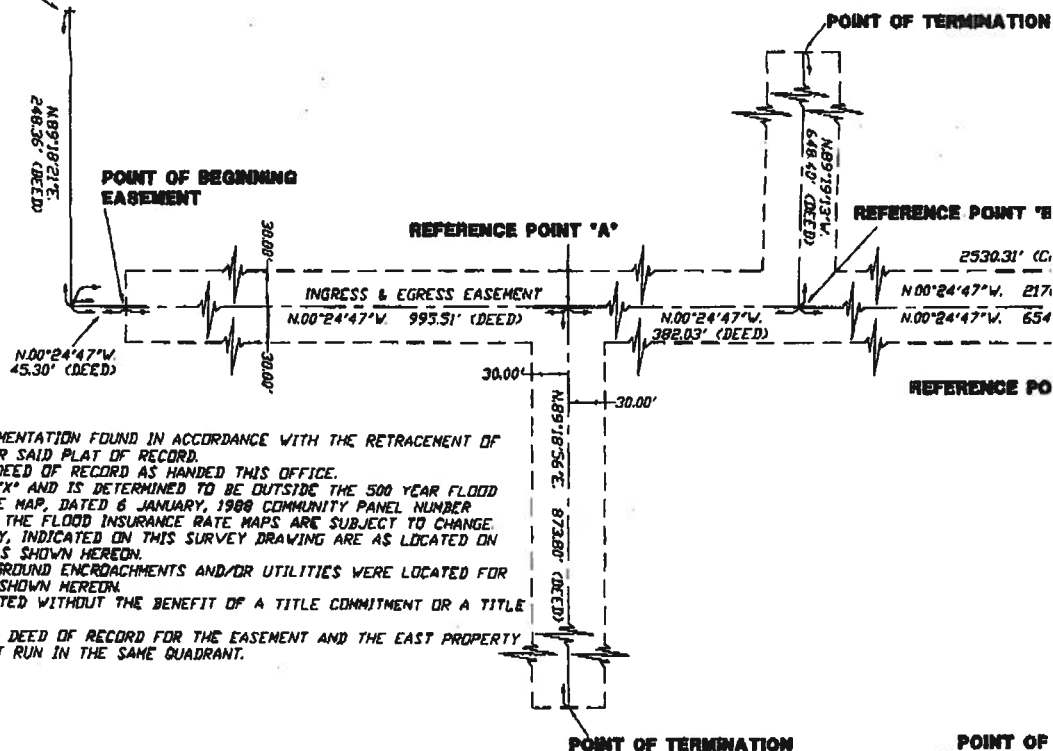 POINT OF TERMINATION
N.89°18'21"E.
248.36' (DEED)
N.89°19'13"W.
648.40' (DEED)
POINT OF BEGINNING
EASEMENT
REFERENCE POINT "A"
REFERENCE POINT "B
30.00'
2530.31'
INGRESS & EGRESS EASEMENT
N.00°24'47"W. 995.51' (DEED)
N.00°24'47"W.
382.03' (DEED)
N.00°24'47"W. 217
N.00°24'47"W. 654
N.00°24'47"W.
45.30' (DEED)
30.00'
30.00'
30.00'
REFERENCE PO
N.89°18'56"E. 873.80' (DEED)
MENTATION FOUND IN ACCORDANCE WITH THE RETRACEMENT OF
R SAID PLAT OF RECORD.
DEED OF RECORD AS HANDED THIS OFFICE.
"X" AND IS DETERMINED TO BE OUTSIDE THE 500 YEAR FLOOD
E MAP, DATED 6 JANUARY, 1988 COMMUNITY PANEL NUMBER
THE FLOOD INSURANCE RATE MAPS ARE SUBJECT TO CHANGE.
Y, INDICATED ON THIS SURVEY DRAWING ARE AS LOCATED ON
S SHOWN HEREON.
GROUND ENCROACHMENTS AND/OR UTILITIES WERE LOCATED FOR
SHOWN HEREON.
TED WITHOUT THE BENEFIT OF A TITLE COMMITMENT OR A TITLE
DEED OF RECORD FOR THE EASEMENT AND THE EAST PROPERTY
T RUN IN THE SAME QUADRANT.
POINT OF TERMINATION
POINT OF